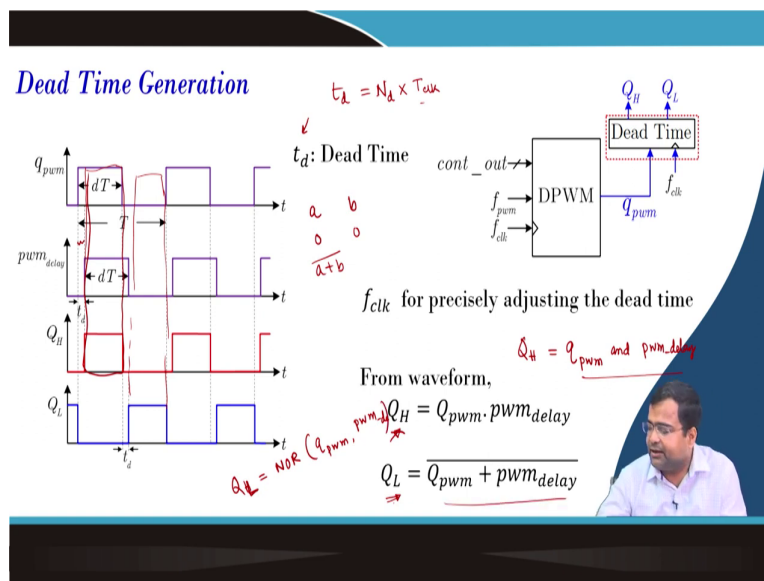 Dead Time Generation
t_d = N_d × T_clk
t_d: Dead Time
a b
0 0
a+b
q_pwm
dT
T
t
pwm_delay
dT
t
t_d
Q_H
t
Q_L
t
t_d
Q_H Q_L
Dead Time
cont_out
DPWM
f_pwm
f_clk
q_pwm
f_clk
f_clk for precisely adjusting the dead time
Q_H = q_pwm and pwm_delay
From waveform,
Q_H = Q_pwm. pwm_delay
Q_L = NOR (q_pwm, pwm_d)
Q_L = \overline{Q_pwm + pwm_delay}